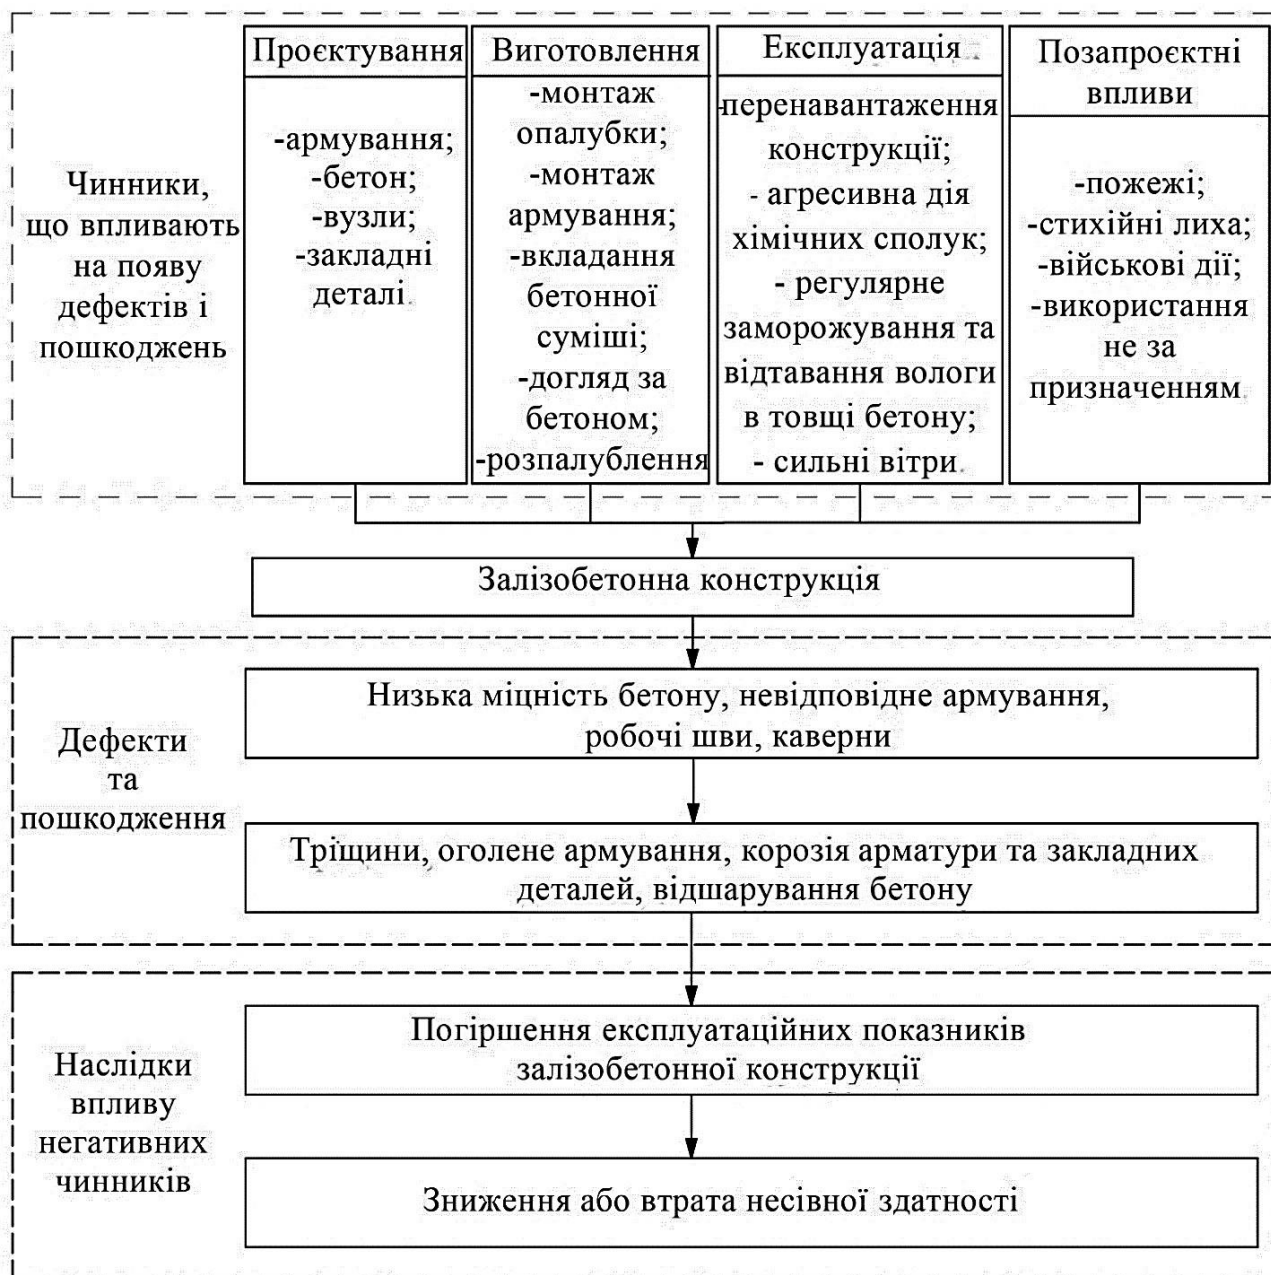 Чинники,
що впливають
на появу
дефектів і
пошкоджень
Проєктування
-армування;
-бетон;
-вузли;
-закладні
деталі.
Виготовлення
-монтаж
опалубки;
-монтаж
армування;
-вкладання
бетонної
суміші;
-догляд за
бетоном;
-розпалублення
Експлуатація
-перенавантаження
конструкції;
- агресивна дія
хімічних сполук;
- регулярне
заморожування та
відтавання вологи
в товщі бетону;
- сильні вітри.
Позапроєктні
впливи
-пожежі;
-стихійні лиха;
-військові дії;
-використання
не за
призначенням.
Залізобетонна конструкція
Дефекти
та
пошкодження
Низька міцність бетону, невідповідне армування,
робочі шви, каверни
Тріщини, оголене армування, корозія арматури та закладних
деталей, відшарування бетону
Наслідки
впливу
негативних
чинників
Погіршення експлуатаційних показників
залізобетонної конструкції
Зниження або втрата несівної здатності